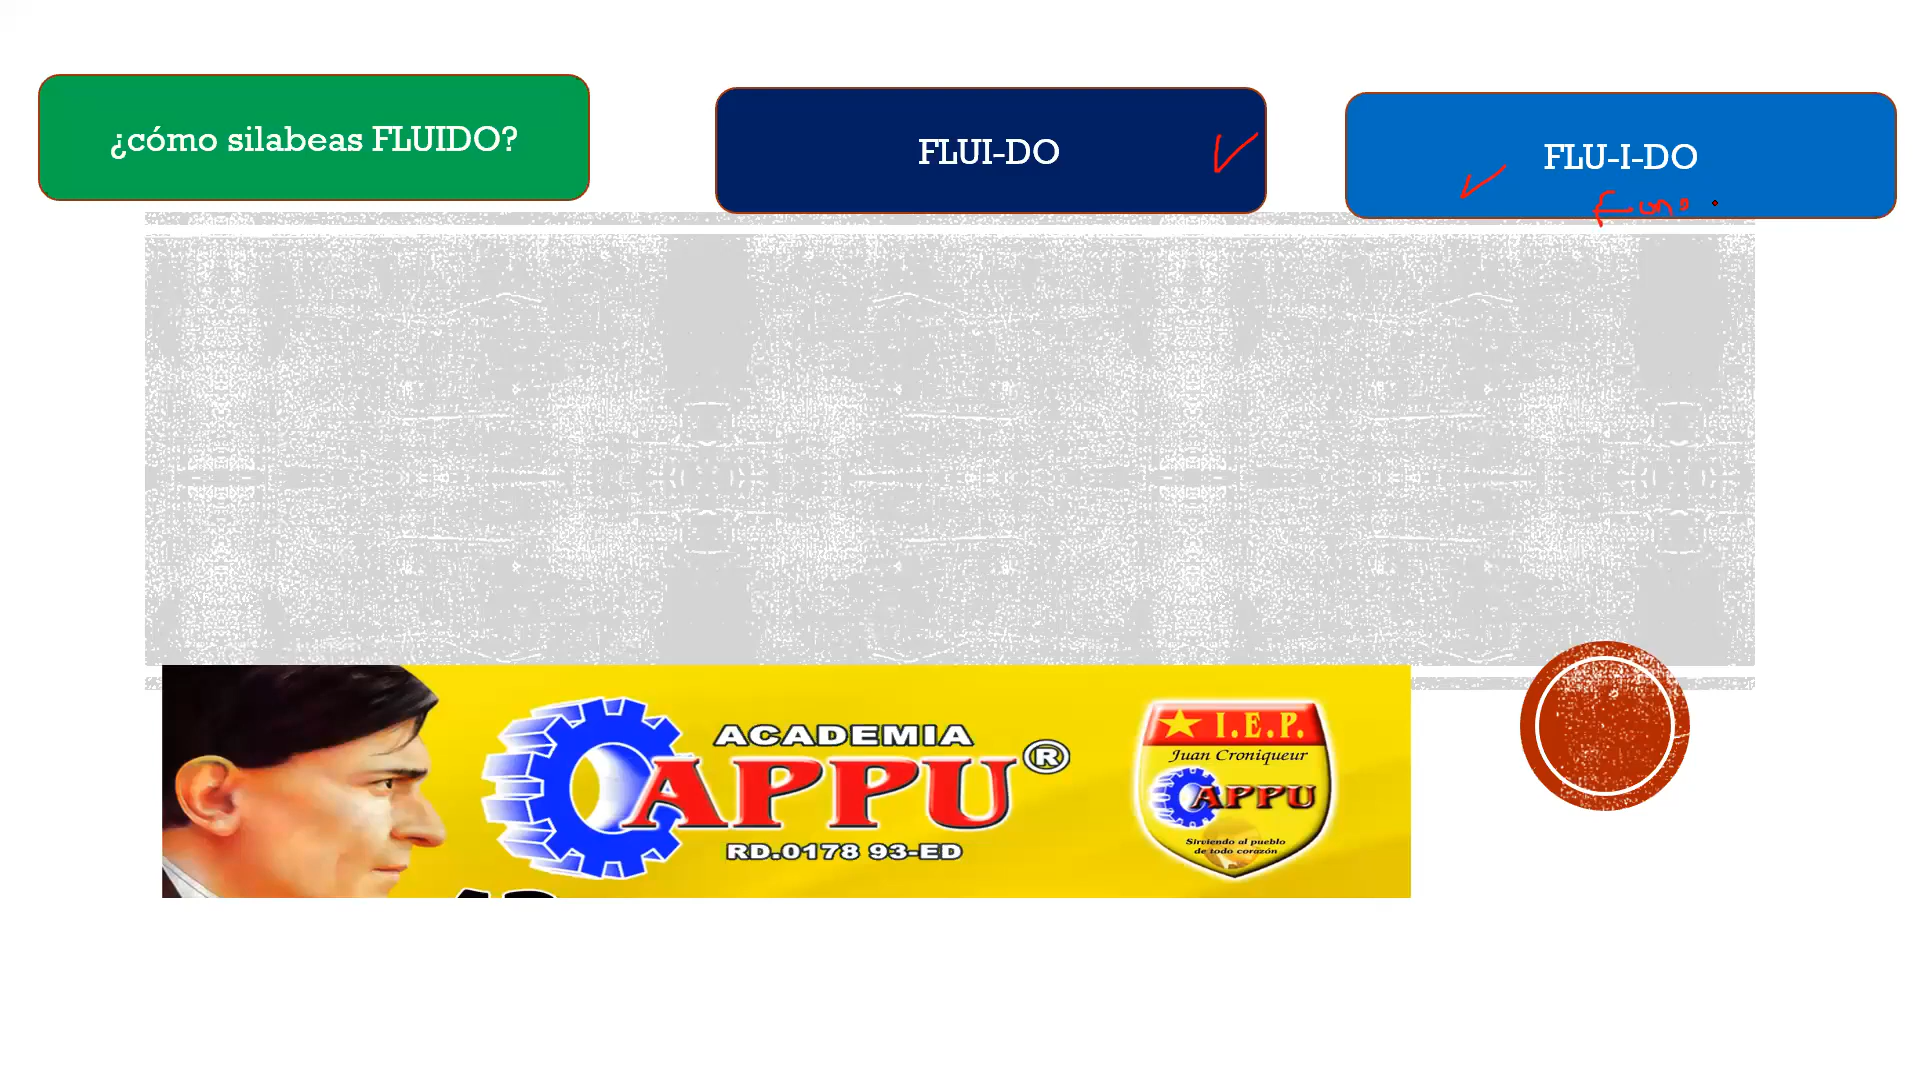 ¿cómo silabeas FLUIDO?
FLUI-DO
FLU-I-DO
ACADEMIA
APPU®
RD.0178 93-ED
I.E.P.
Juan Croniqueur
APPU
Sirviendo al pueblo
de todo corazón